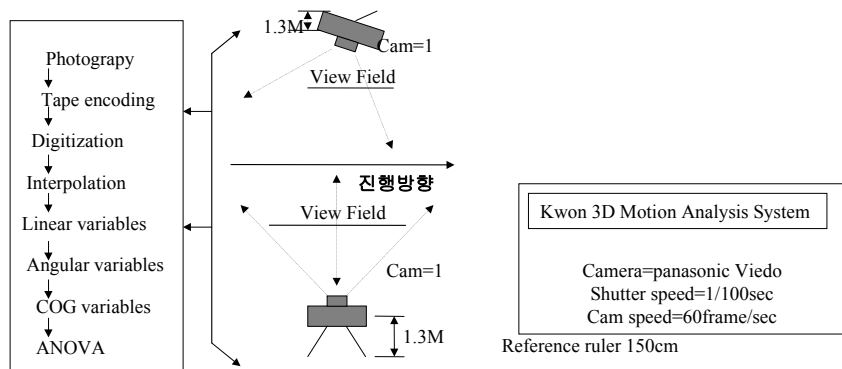 Photograpy
Tape encoding
Digitization
Interpolation
Linear variables
Angular variables
COG variables
ANOVA
1.3M
Cam=1
View Field
진행방향
View Field
Cam=1
1.3M
Kwon 3D Motion Analysis System
Camera=panasonic Viedo
Shutter speed=1/100sec
Cam speed=60frame/sec
Reference ruler 150cm